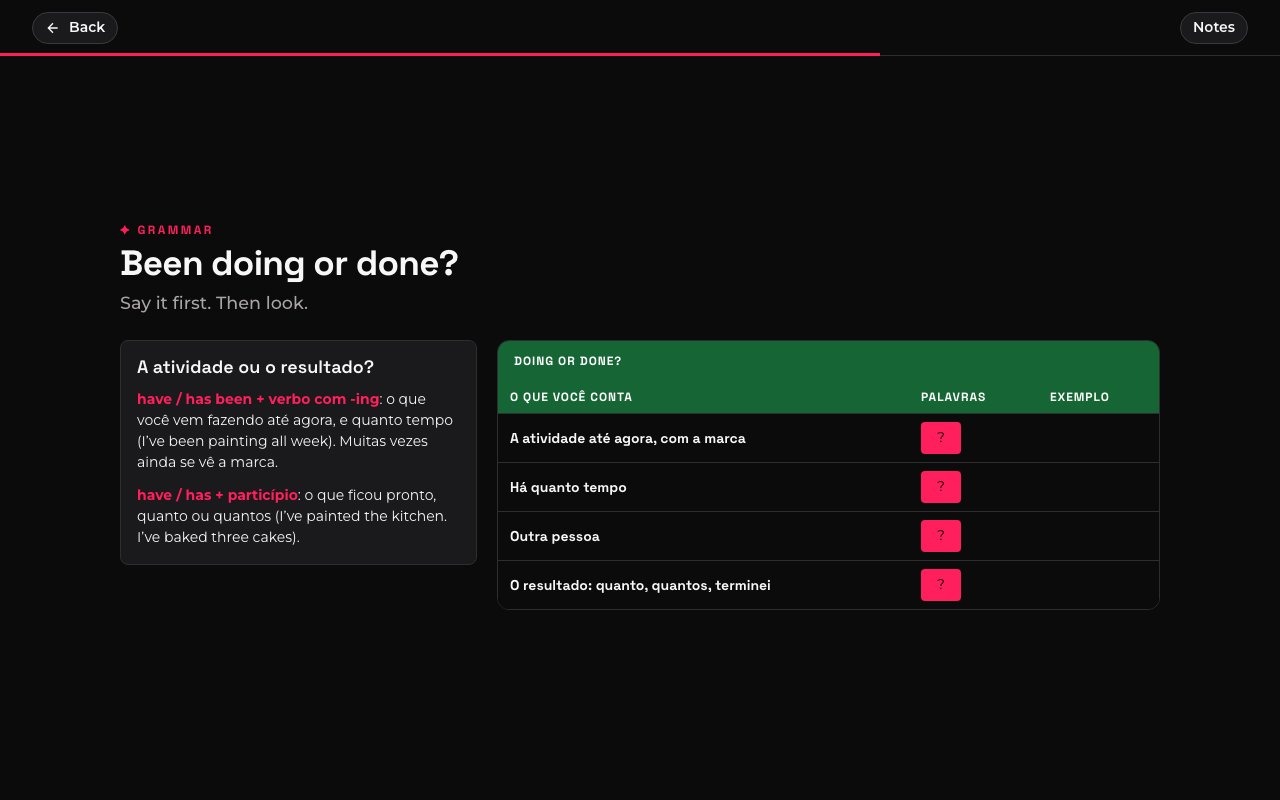 Back
Notes
GRAMMAR
Been doing or done?
Say it first. Then look.
A atividade ou o resultado?
have / has been + verbo com -ing: o que
você vem fazendo até agora, e quanto tempo
(I've been painting all week). Muitas vezes
ainda se vê a marca.
have / has + particípio: o que ficou pronto,
quanto ou quantos (I've painted the kitchen.
I've baked three cakes).
DOING OR DONE?
O QUE VOCÊ CONTA PALAVRAS EXEMPLO
A atividade até agora, com a marca ?
Há quanto tempo ?
Outra pessoa ?
O resultado: quanto, quantos, terminei ?